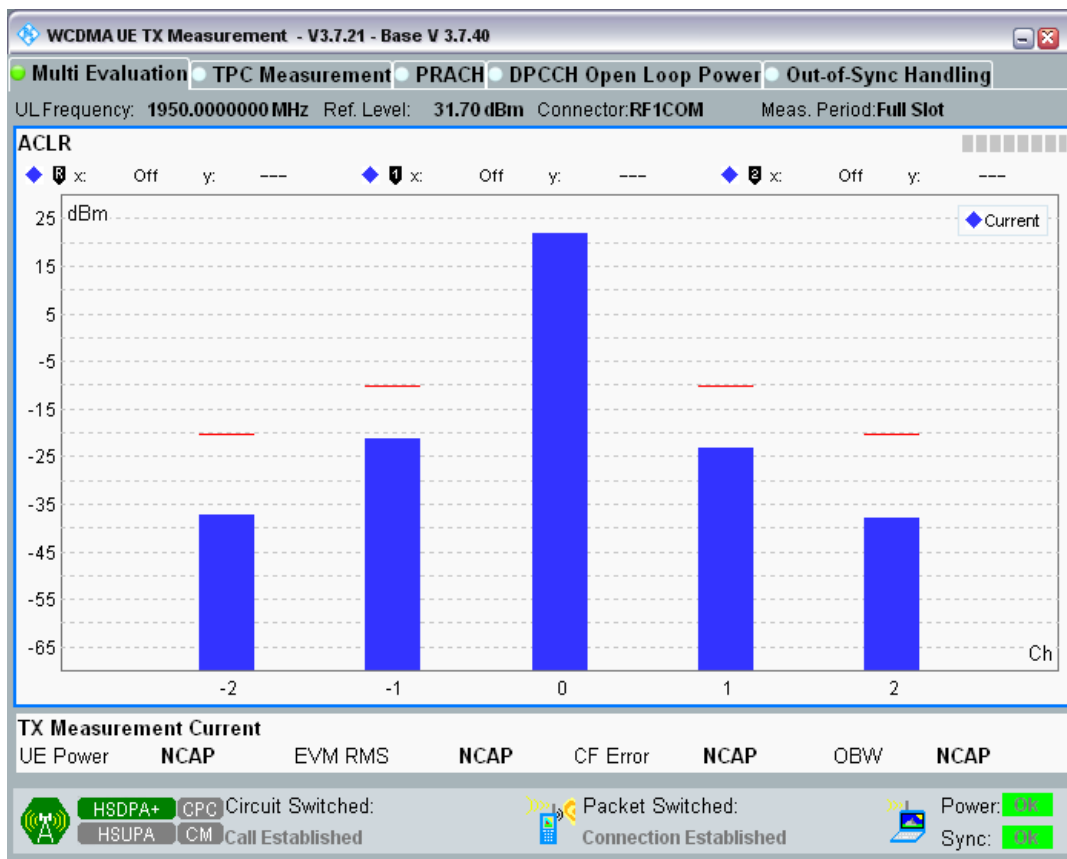 WCDMA UE TX Measurement - V3.7.21 - Base V 3.7.40
Multi Evaluation TPC Measurement PRACH DPCCH Open Loop Power Out-of-Sync Handling
UL Frequency: 1950.0000000 MHz Ref. Level: 31.70 dBm Connector:RF1COM Meas. Period:Full Slot
ACLR
R x: Off y: --- 1 x: Off y: --- 2 x: Off y: ---
dBm
Current
25
15
5
-5
-15
-25
-35
-45
-55
-65
Ch
-2 -1 0 1 2
TX Measurement Current
UE Power NCAP EVM RMS NCAP CF Error NCAP OBW NCAP
HSDPA+ CPC Circuit Switched: Packet Switched: Power: Ok
HSUPA CM Call Established Connection Established Sync: Ok